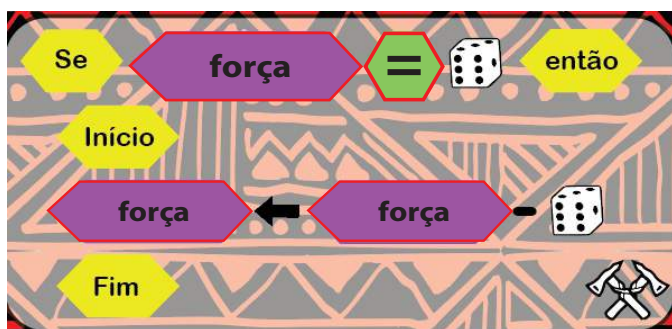 Se força = então
Início
força ← força -
Fim